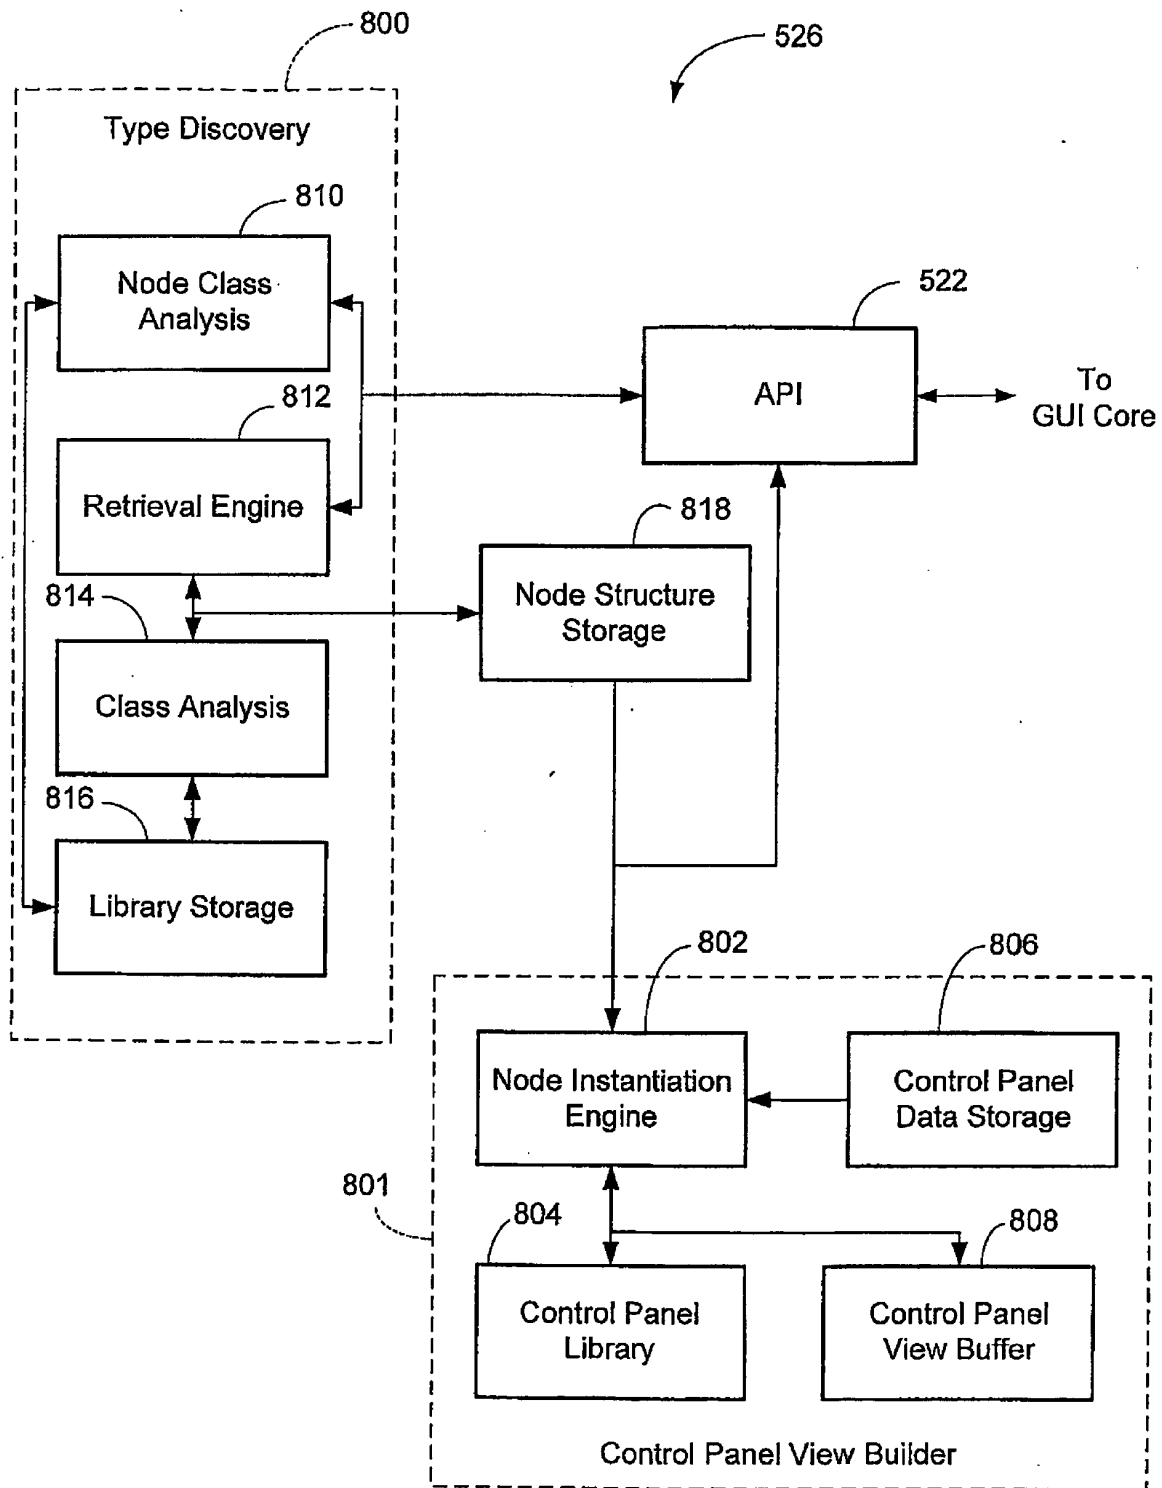 800
526
Type Discovery
810
Node Class
Analysis
522
API
To
GUI Core
812
Retrieval Engine
818
Node Structure
Storage
814
Class Analysis
816
Library Storage
802
806
Node Instantiation
Engine
Control Panel
Data Storage
801
804
808
Control Panel
Library
Control Panel
View Buffer
Control Panel View Builder